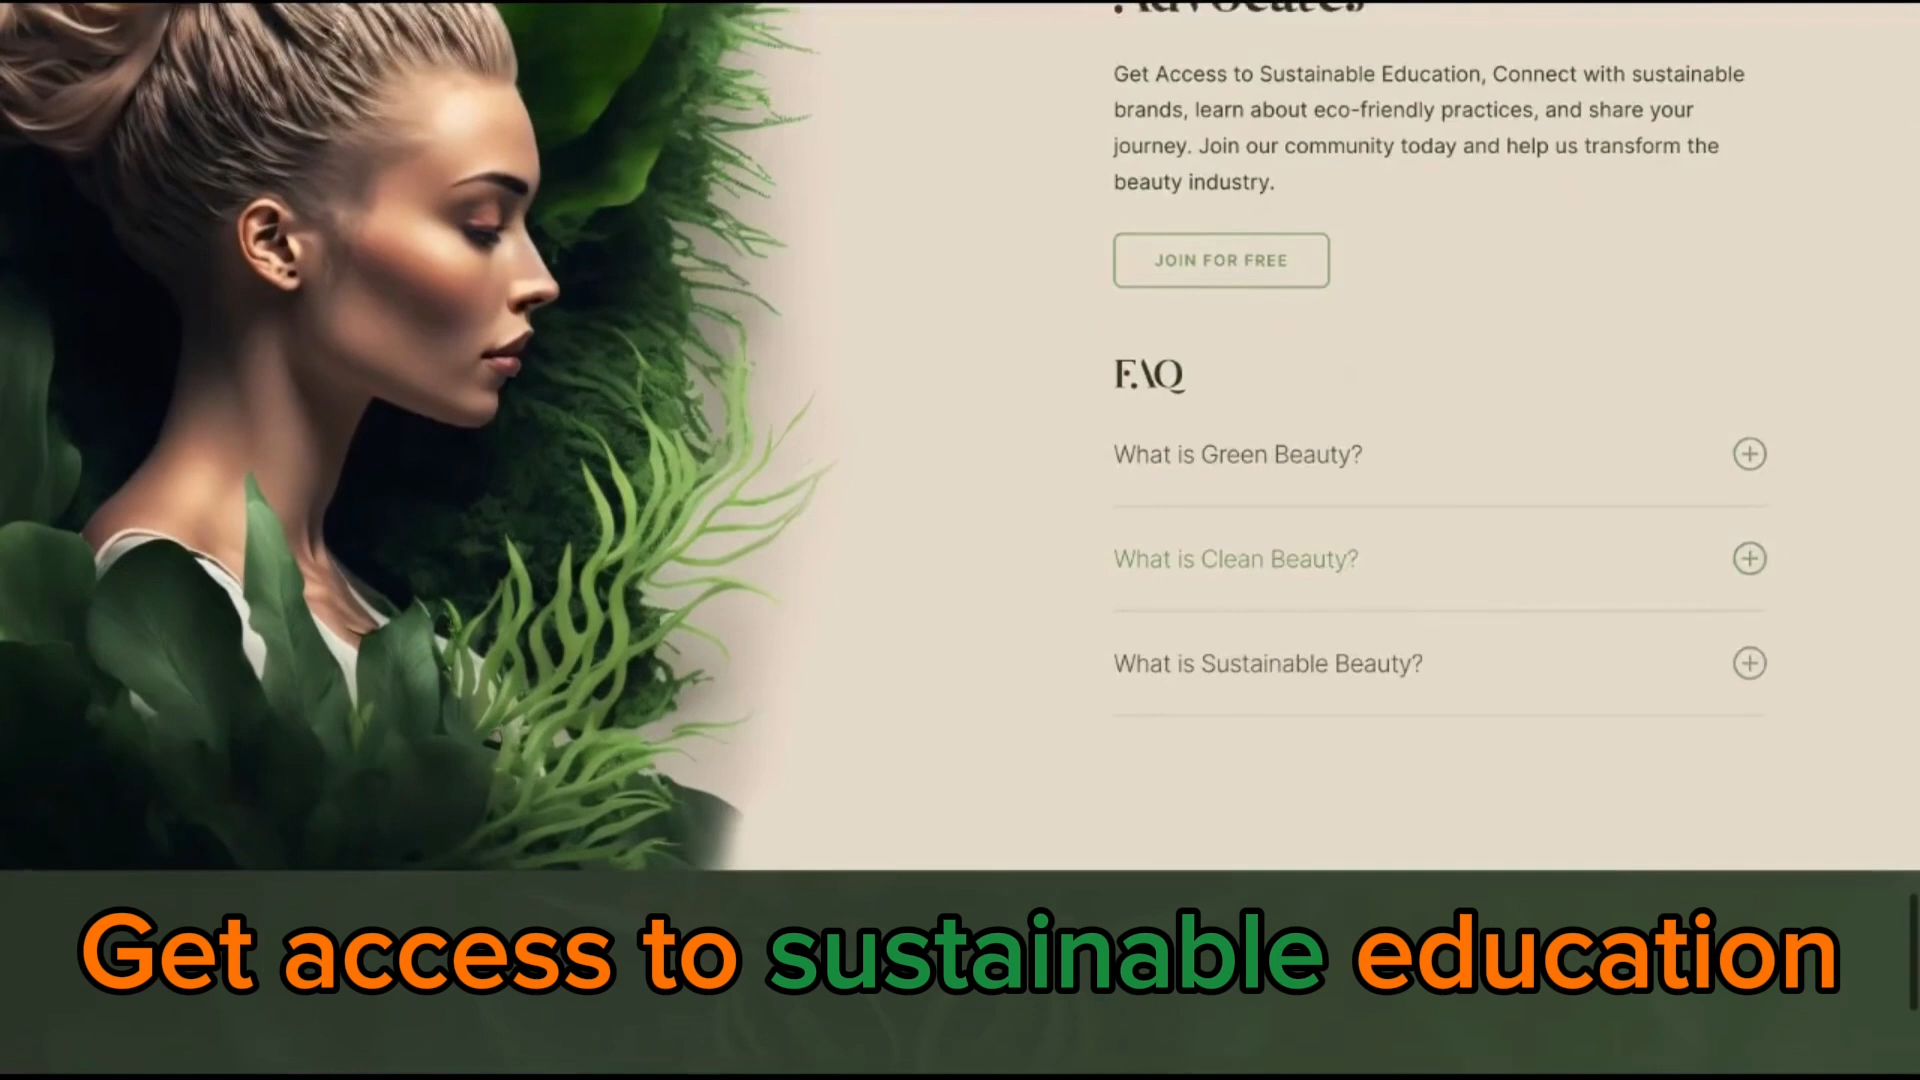 Advocates
Get Access to Sustainable Education, Connect with sustainable
brands, learn about eco-friendly practices, and share your
journey. Join our community today and help us transform the
beauty industry.
JOIN FOR FREE
FAQ
What is Green Beauty?
What is Clean Beauty?
What is Sustainable Beauty?
Get access to sustainable education